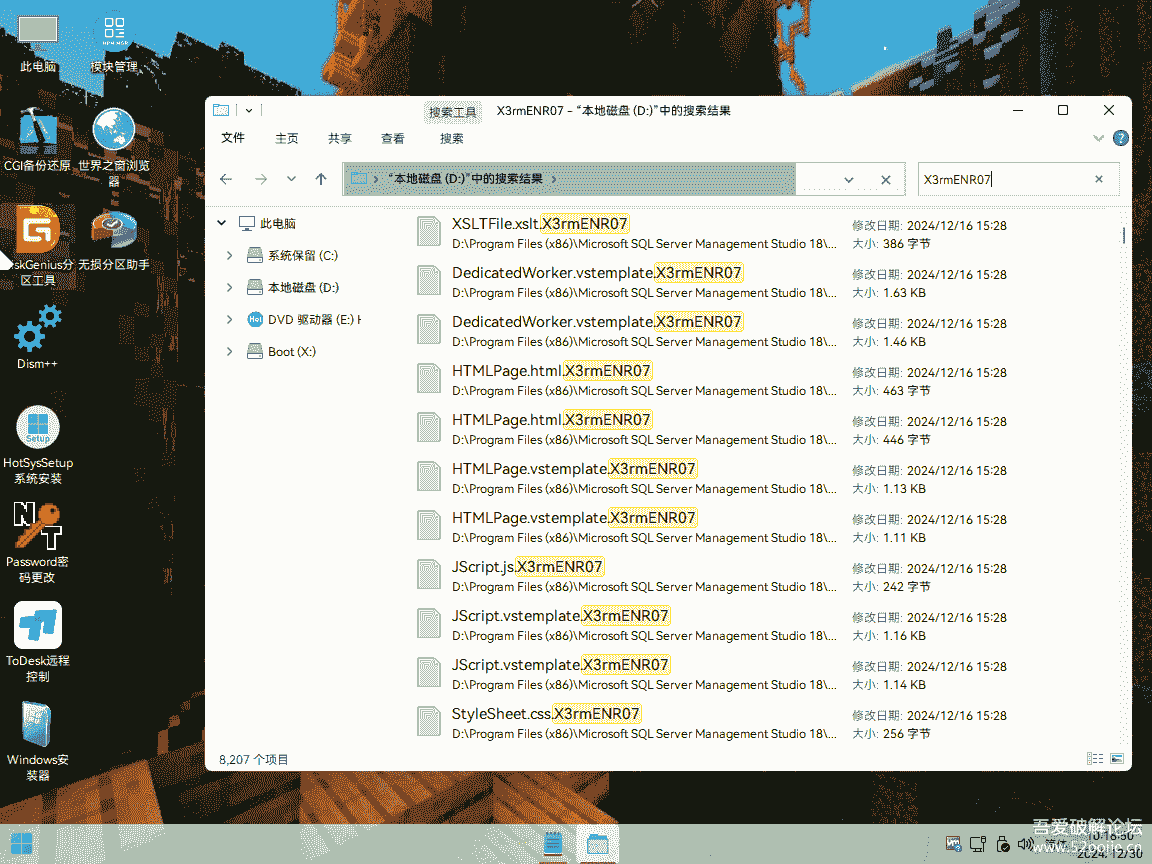 此电脑
模块管理
NPM MGR
CGI备份还原
世界之窗浏览
器
skGenius分
区工具
无损分区助手
Dism++
Setup
HotSysSetup
系统安装
Password密
码更改
ToDesk远程
控制
Windows安
装器
搜索工具
X3rmENR07 - “本地磁盘 (D:)”中的搜索结果
文件 主页 共享 查看 搜索
“本地磁盘 (D:)”中的搜索结果
X3rmENR07
此电脑
系统保留 (C:)
本地磁盘 (D:)
DVD 驱动器 (E:) H
Boot (X:)
XSLTFile.xslt.X3rmENR07
D:\Program Files (x86)\Microsoft SQL Server Management Studio 18\...
修改日期: 2024/12/16 15:28
大小: 386 字节
DedicatedWorker.vstemplate.X3rmENR07
D:\Program Files (x86)\Microsoft SQL Server Management Studio 18\...
修改日期: 2024/12/16 15:28
大小: 1.63 KB
DedicatedWorker.vstemplate.X3rmENR07
D:\Program Files (x86)\Microsoft SQL Server Management Studio 18\...
修改日期: 2024/12/16 15:28
大小: 1.46 KB
HTMLPage.html.X3rmENR07
D:\Program Files (x86)\Microsoft SQL Server Management Studio 18\...
修改日期: 2024/12/16 15:28
大小: 463 字节
HTMLPage.html.X3rmENR07
D:\Program Files (x86)\Microsoft SQL Server Management Studio 18\...
修改日期: 2024/12/16 15:28
大小: 446 字节
HTMLPage.vstemplate.X3rmENR07
D:\Program Files (x86)\Microsoft SQL Server Management Studio 18\...
修改日期: 2024/12/16 15:28
大小: 1.13 KB
HTMLPage.vstemplate.X3rmENR07
D:\Program Files (x86)\Microsoft SQL Server Management Studio 18\...
修改日期: 2024/12/16 15:28
大小: 1.11 KB
JScript.js.X3rmENR07
D:\Program Files (x86)\Microsoft SQL Server Management Studio 18\...
修改日期: 2024/12/16 15:28
大小: 242 字节
JScript.vstemplate.X3rmENR07
D:\Program Files (x86)\Microsoft SQL Server Management Studio 18\...
修改日期: 2024/12/16 15:28
大小: 1.16 KB
JScript.vstemplate.X3rmENR07
D:\Program Files (x86)\Microsoft SQL Server Management Studio 18\...
修改日期: 2024/12/16 15:28
大小: 1.14 KB
StyleSheet.css.X3rmENR07
D:\Program Files (x86)\Microsoft SQL Server Management Studio 18\...
修改日期: 2024/12/16 15:28
大小: 256 字节
8,207 个项目
吾爱破解论坛
10:18:50
www.52pojie.cn
2024/12/30